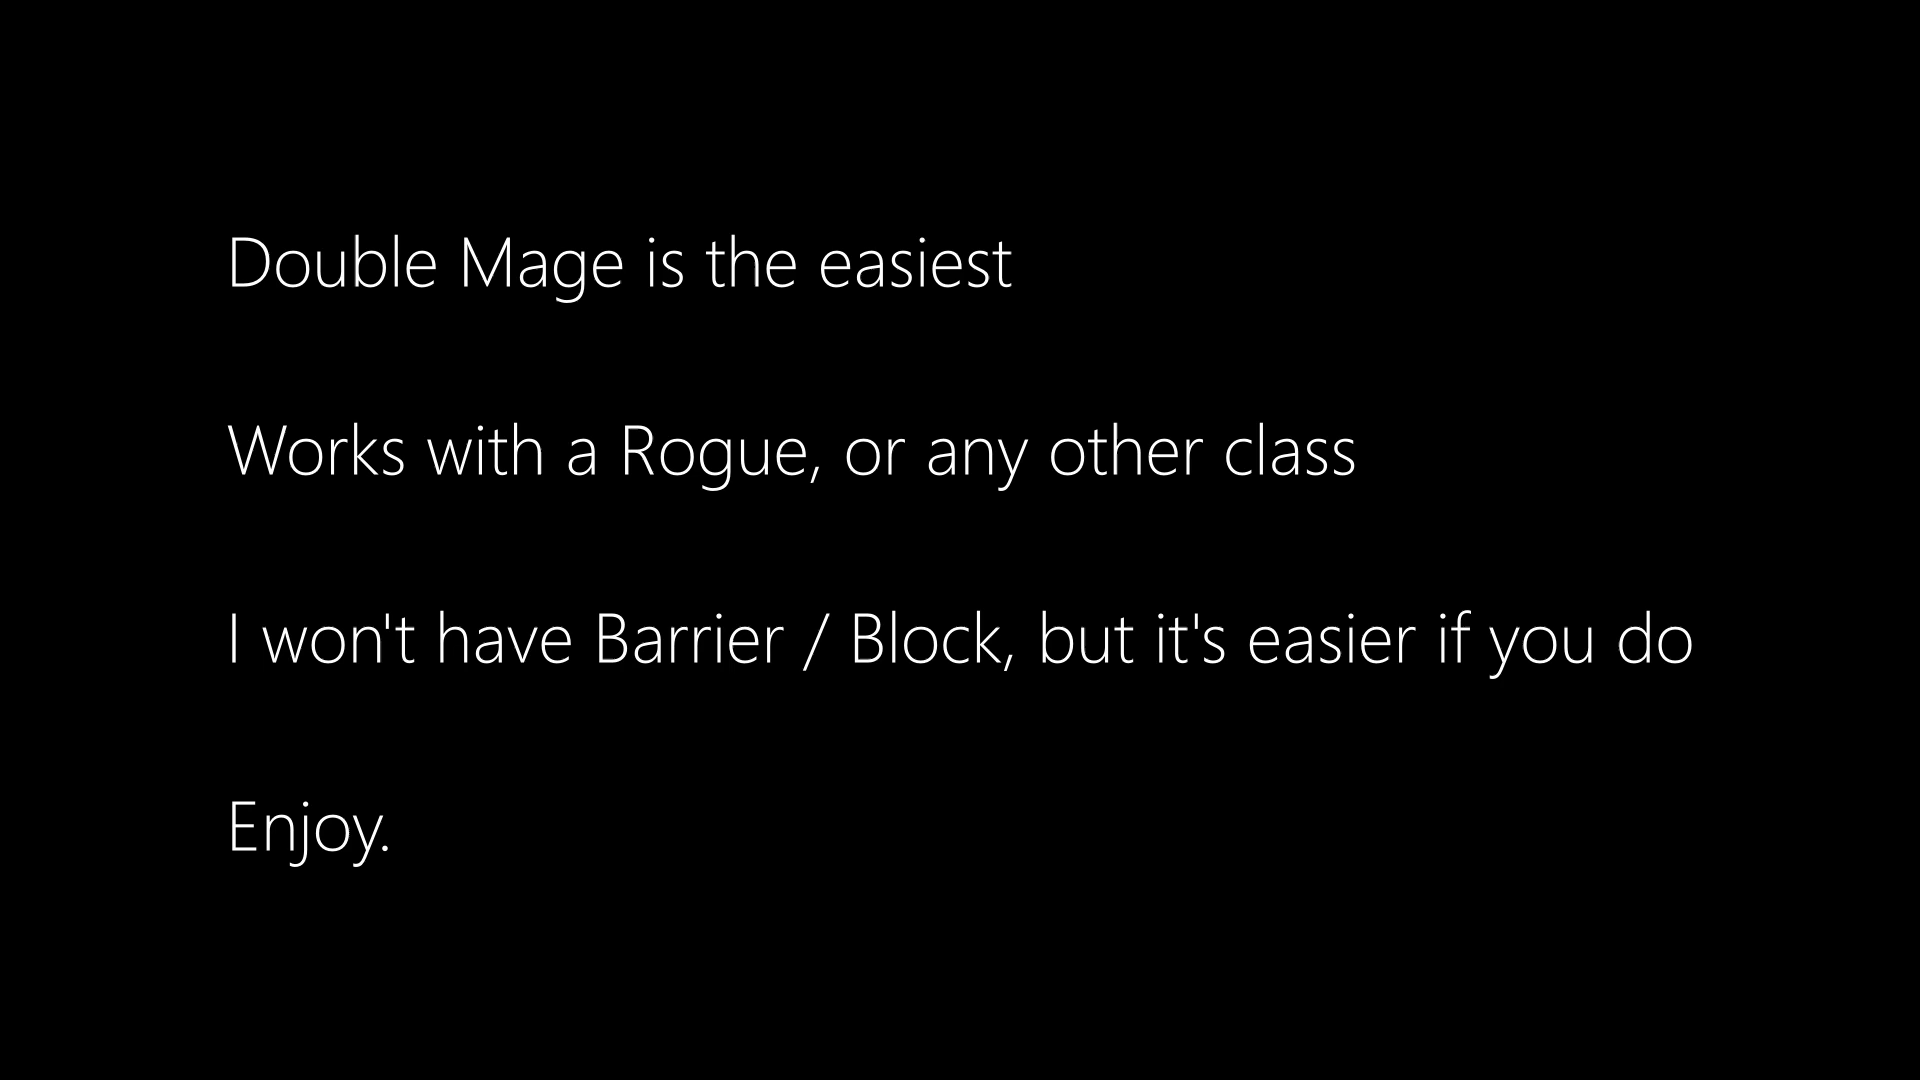 Double Mage is the easiest
Works with a Rogue, or any other class
I won't have Barrier / Block, but it's easier if you do
Enjoy.